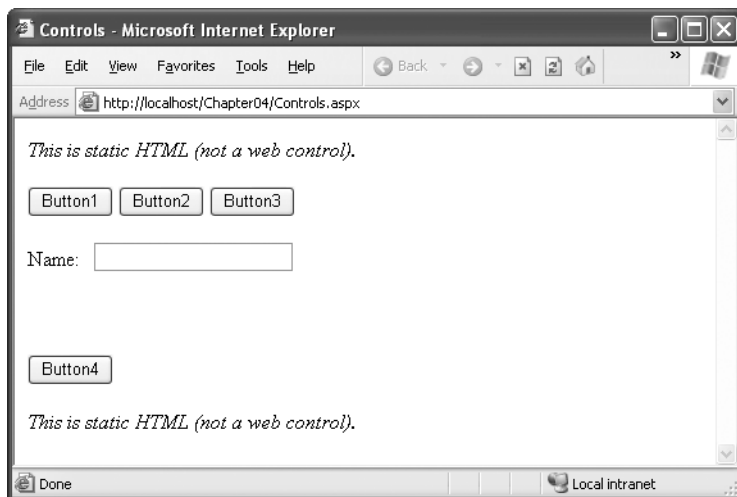 Controls - Microsoft Internet Explorer
File Edit View Favorites Tools Help Back »
Address http://localhost/Chapter04/Controls.aspx
This is static HTML (not a web control).
Button1 Button2 Button3
Name:
Button4
This is static HTML (not a web control).
Done Local intranet